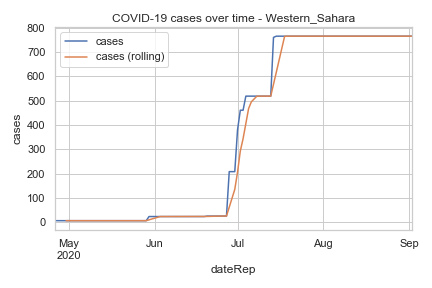 COVID-19 cases over time - Western_Sahara
cases
cases (rolling)
800
700
600
500
400
300
200
100
0
cases
May Jun Jul Aug Sep
2020
dateRep